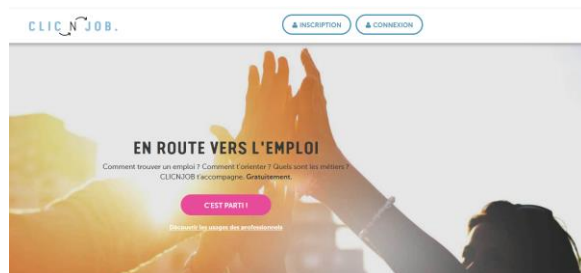 CLIC N JOB.
INSCRIPTION
CONNEXION
EN ROUTE VERS L'EMPLOI
Comment trouver un emploi ? Comment t'orienter ? Quels sont les métiers ?
CLICNJOB t'accompagne. Gratuitement.
C'EST PARTI !
Découvrir les usages des professionnels